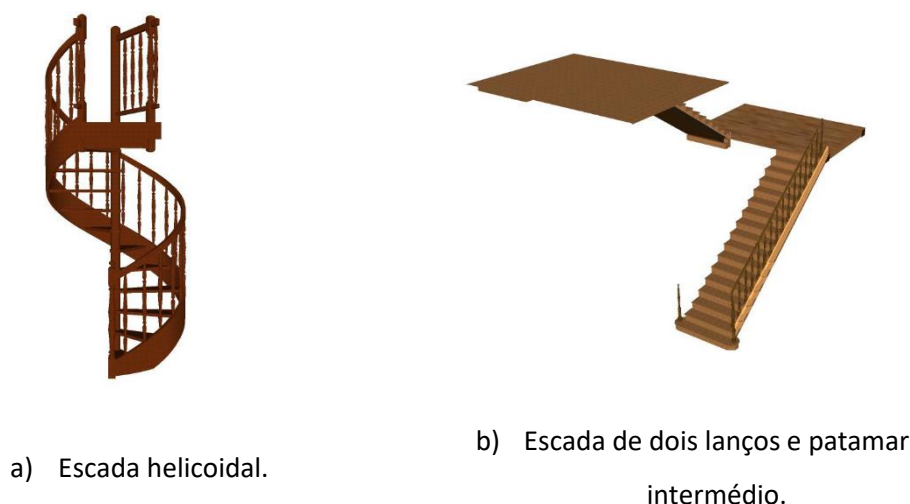 a) Escada helicoidal.
b) Escada de dois lanços e patamar
intermédio.